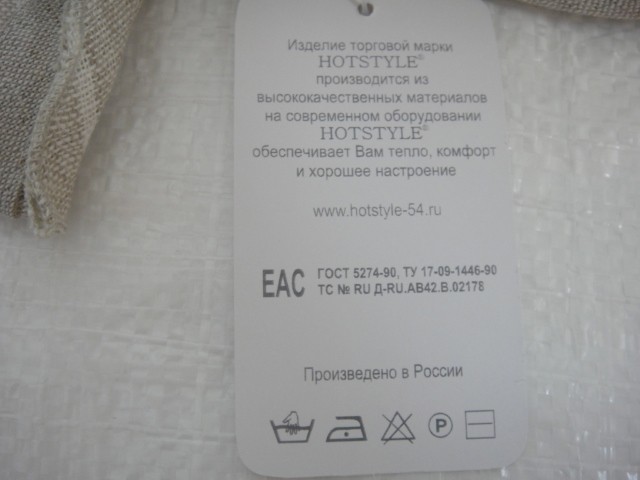 Изделие торговой марки
HOTSTYLE®
производится из
высококачественных материалов
на современном оборудовании
HOTSTYLE®
обеспечивает Вам тепло, комфорт
и хорошее настроение
www.hotstyle-54.ru
EAC ГОСТ 5274-90, ТУ 17-09-1446-90
ТС № RU Д-RU.АВ42.В.02178
Произведено в России
P